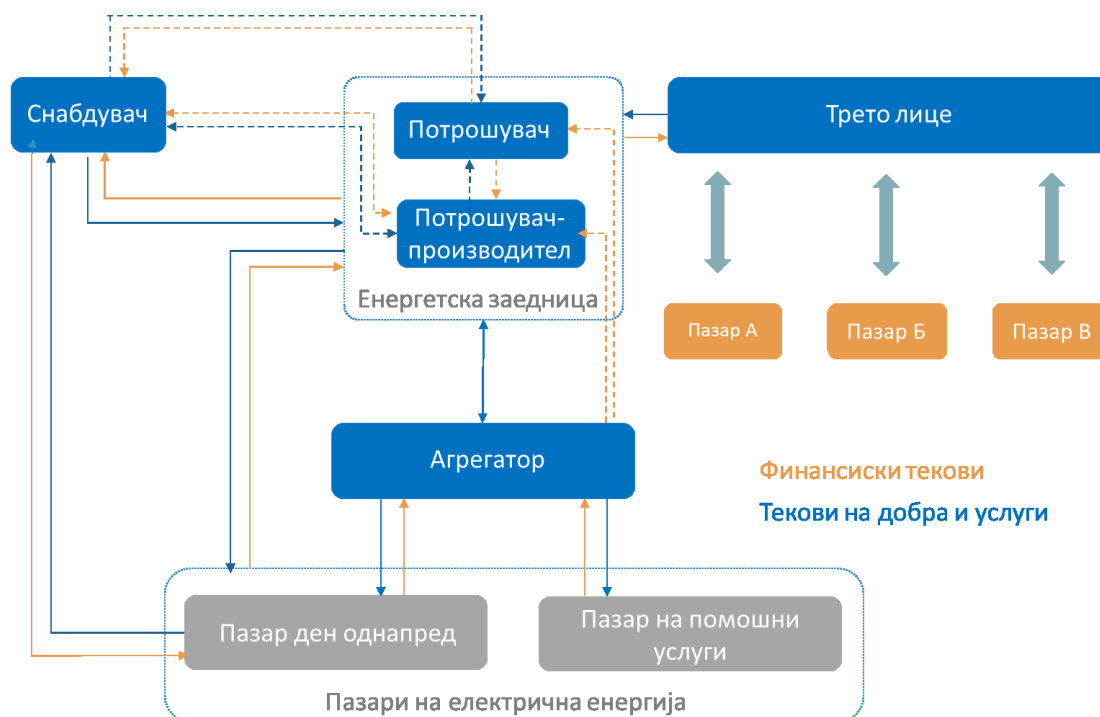 Снабдувач
Потрошувач
Трето лице
Потрошувач-
производител
Енергетска заедница
Пазар А
Пазар Б
Пазар В
Агрегатор
Финансиски текови
Текови на добра и услуги
Пазар ден однапред
Пазар на помошни
услуги
Пазари на електрична енергија